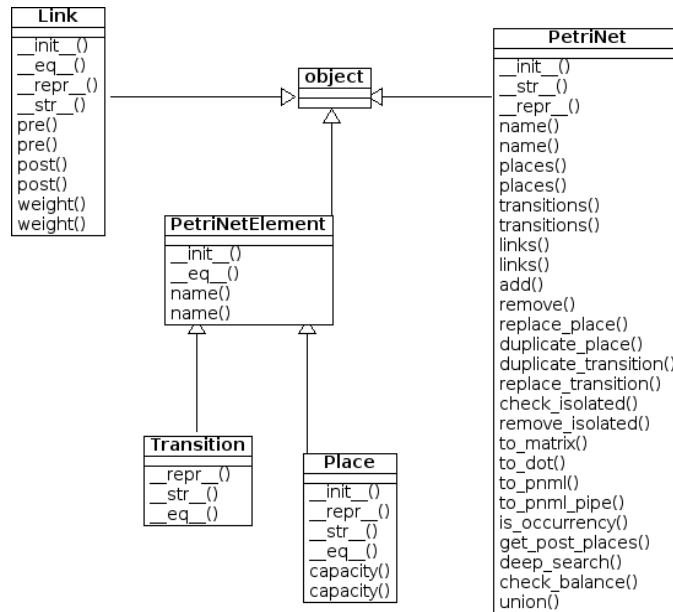 Link
__init__()
__eq__()
__repr__()
__str__()
pre()
pre()
post()
post()
weight()
weight()
object
PetriNet
__init__()
__str__()
__repr__()
name()
name()
places()
places()
transitions()
transitions()
links()
links()
add()
remove()
replace_place()
duplicate_place()
duplicate_transition()
replace_transition()
check_isolated()
remove_isolated()
to_matrix()
to_dot()
to_pnml()
to_pnml_pipe()
is_occurrency()
get_post_places()
deep_search()
check_balance()
union()
PetriNetElement
__init__()
__eq__()
name()
name()
Transition
__repr__()
__str__()
__eq__()
Place
__init__()
__repr__()
__str__()
__eq__()
capacity()
capacity()